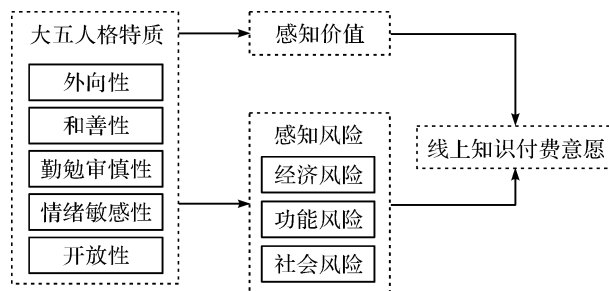 大五人格特质
外向性
和善性
勤勉审慎性
情绪敏感性
开放性
感知价值
感知风险
经济风险
功能风险
社会风险
线上知识付费意愿